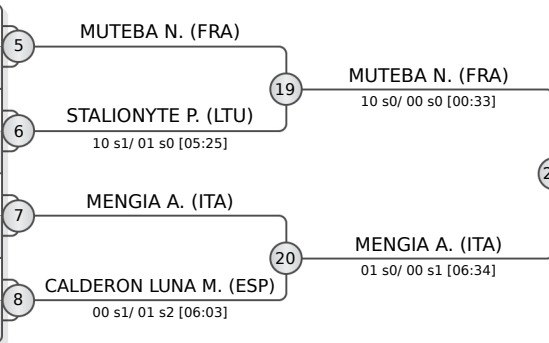 MUTEBA N. (FRA)
5
19
MUTEBA N. (FRA)
10 s0/ 00 s0 [00:33]
STALIONYTE P. (LTU)
6
10 s1/ 01 s0 [05:25]
MENGIA A. (ITA)
7
20
MENGIA A. (ITA)
01 s0/ 00 s1 [06:34]
CALDERON LUNA M. (ESP)
8
00 s1/ 01 s2 [06:03]